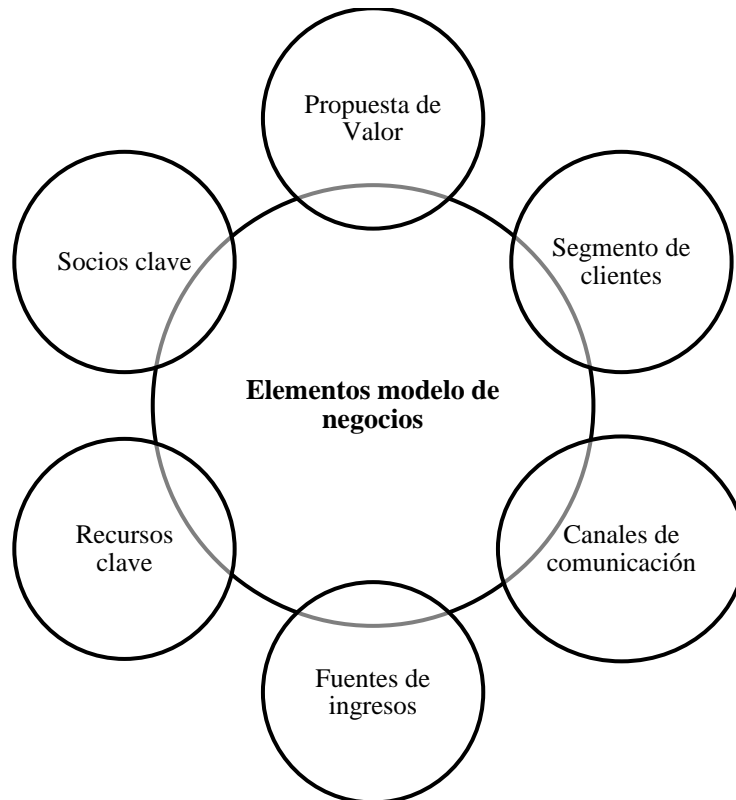 Propuesta de
Valor
Segmento de
clientes
Canales de
comunicación
Fuentes de
ingresos
Recursos
clave
Socios clave
Elementos modelo de
negocios